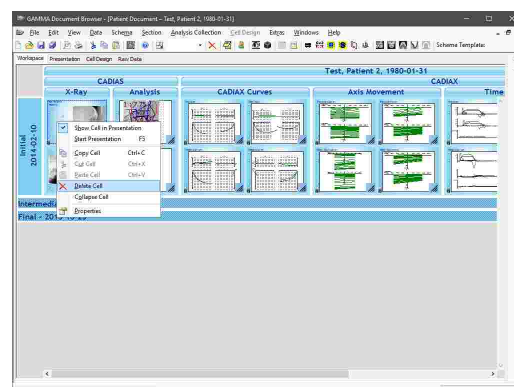 GAMMA Document Browser - [Patient Document - Test, Patient 2, 1980-01-31]
File Edit View Data Schema Section Analysis Collection Cell Design Extras Windows Help
Schema Template:
Workspace Presentation Cell Design Raw Data
Test, Patient 2, 1980-01-31
CADIAS CADIAX
X-Ray Analysis CADIAX Curves Axis Movement Time
Initial
2014-02-10
Show Cell in Presentation
Start Presentation F5
Copy Cell Ctrl+C
Cut Cell Ctrl+X
Paste Cell Ctrl+V
Delete Cell
Collapse Cell
Properties
Final -